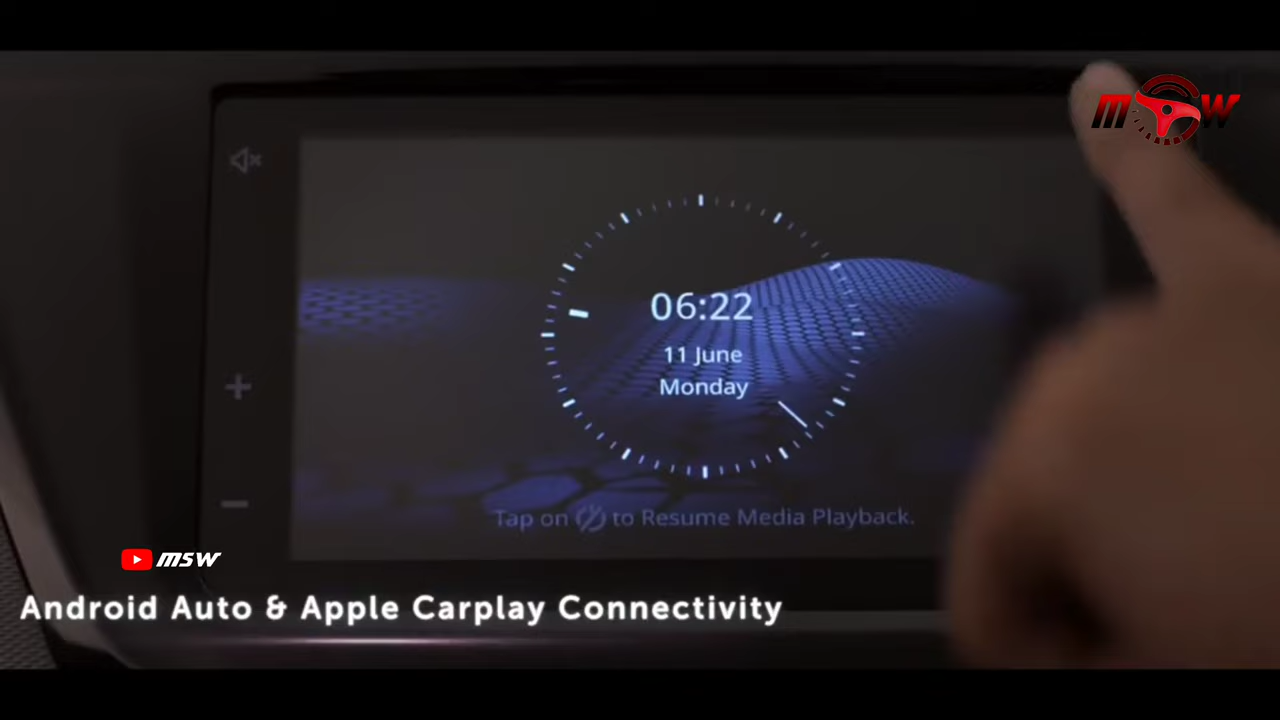 MSW
06:22
11 June
Monday
Tap on to Resume Media Playback.
MSW
Android Auto & Apple Carplay Connectivity